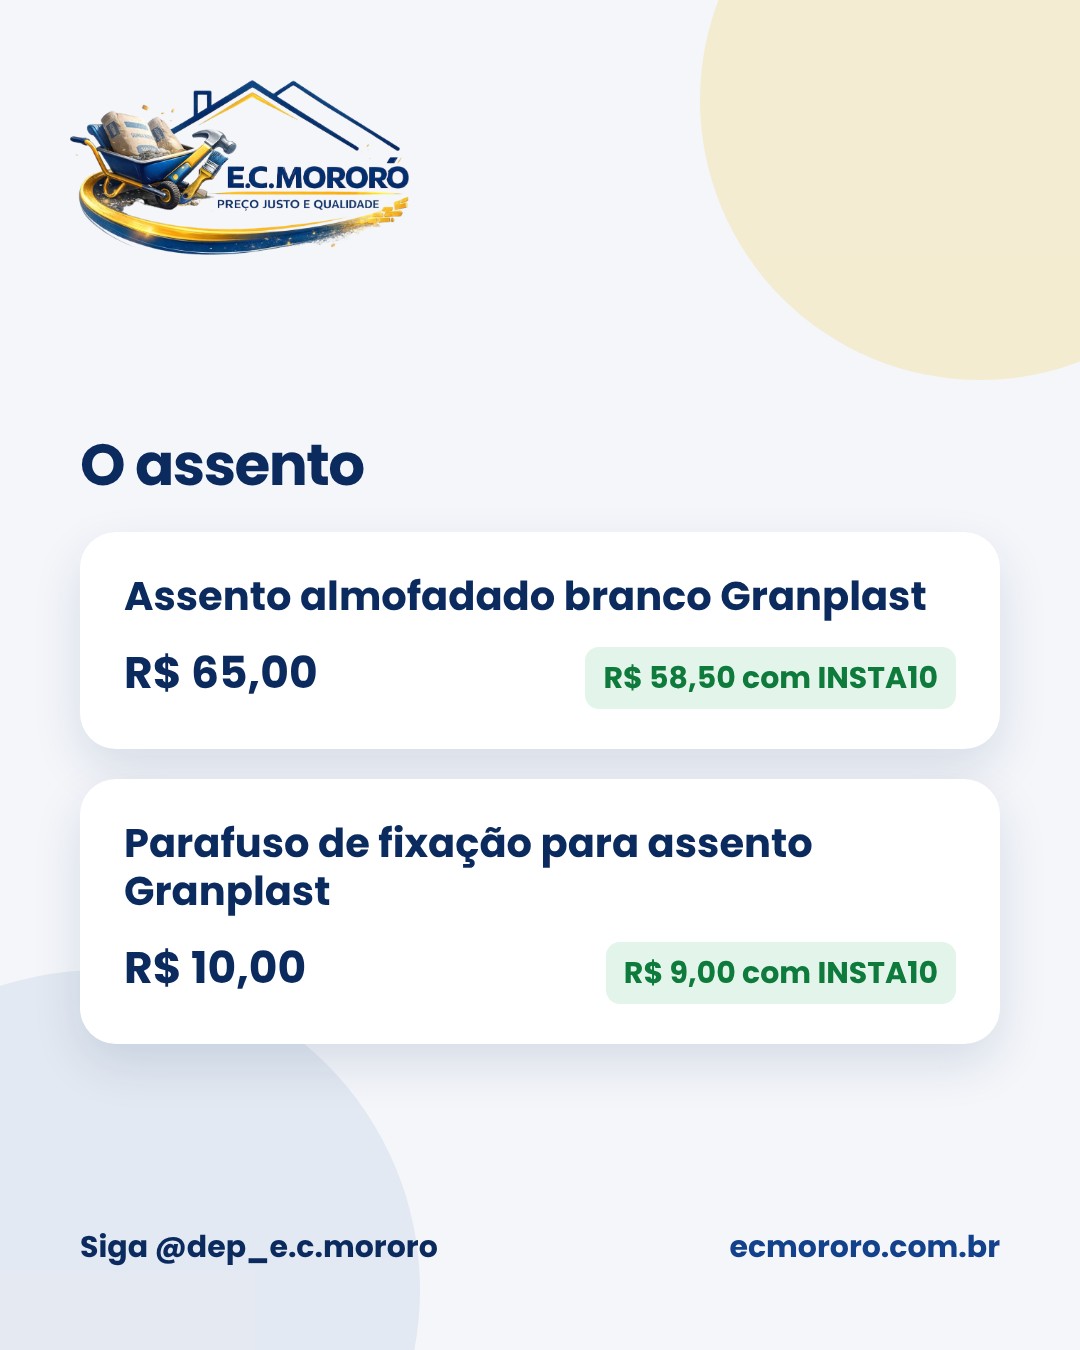 E.C.MORORÓ
PREÇO JUSTO E QUALIDADE
O assento
Assento almofadado branco Granplast
R$ 65,00
R$ 58,50 com INSTA10
Parafuso de fixação para assento
Granplast
R$ 10,00
R$ 9,00 com INSTA10
Siga @dep_e.c.mororo
ecmororo.com.br